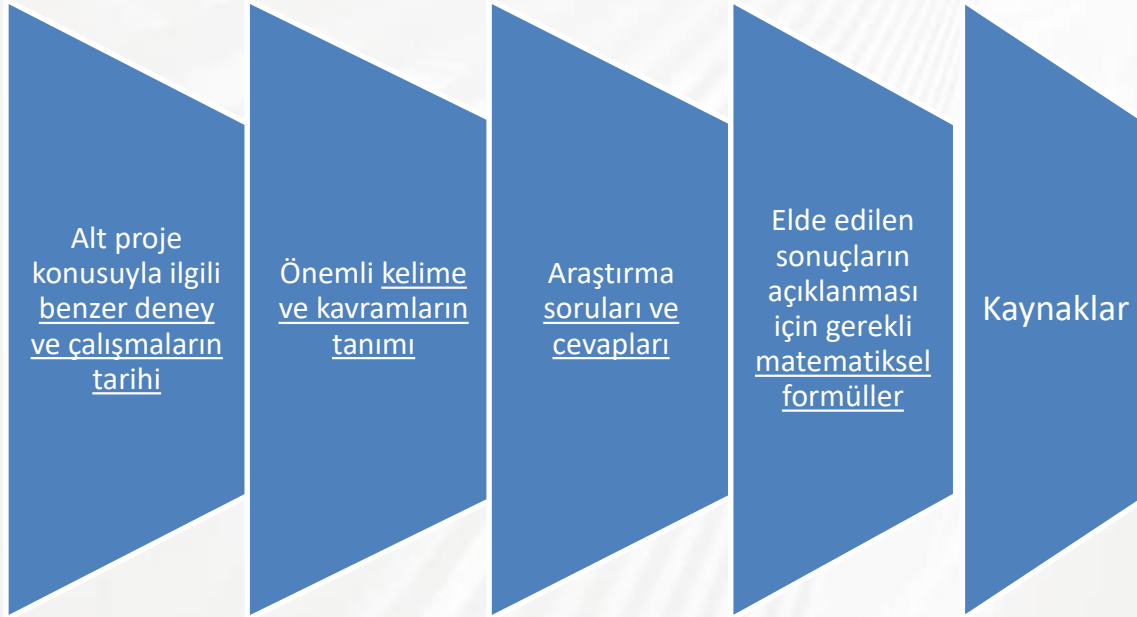 Alt proje
konusuyla ilgili
benzer deney
ve çalışmaların
tarihi
Önemli kelime
ve kavramların
tanımı
Araştırma
soruları ve
cevapları
Elde edilen
sonuçların
açıklanması
için gerekli
matematiksel
formüller
Kaynaklar